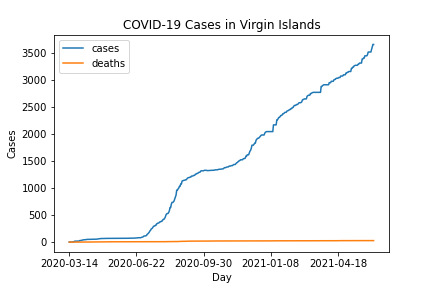 COVID-19 Cases in Virgin Islands
cases
deaths
3500
3000
2500
2000
1500
1000
500
0
Cases
2020-03-14 2020-06-22 2020-09-30 2021-01-08 2021-04-18
Day